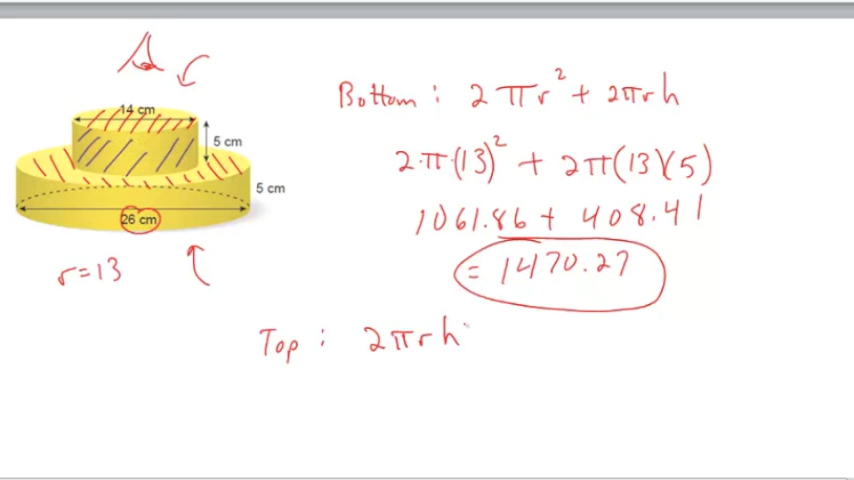 14 cm
5 cm
5 cm
26 cm
r=13
Bottom: 2πr² + 2πrh
2·π·(13)² + 2π(13)(5)
1061.86 + 408.41
= 1470.27
Top: 2πrh